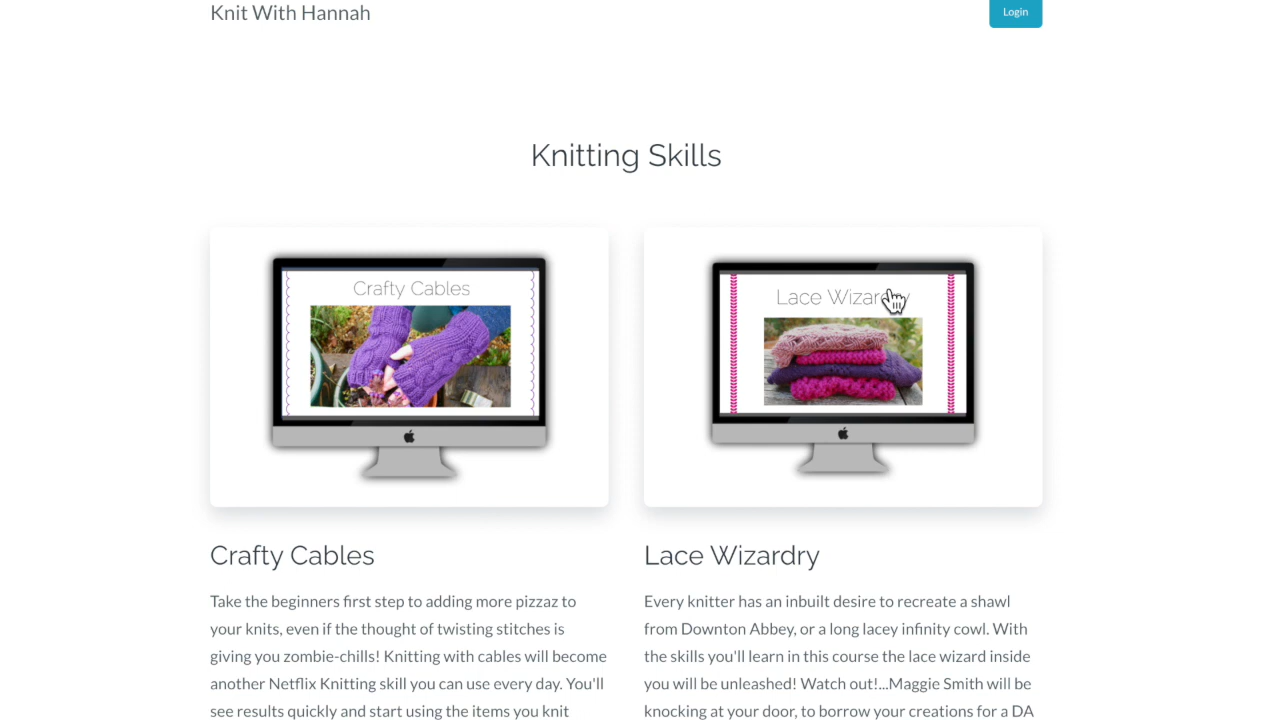 Knit With Hannah
Login
Knitting Skills
Crafty Cables
Lace Wizardry
Crafty Cables
Take the beginners first step to adding more pizzaz to
your knits, even if the thought of twisting stitches is
giving you zombie-chills! Knitting with cables will become
another Netflix Knitting skill you can use every day. You'll
see results quickly and start using the items you knit
Lace Wizardry
Every knitter has an inbuilt desire to recreate a shawl
from Downton Abbey, or a long lacey infinity cowl. With
the skills you'll learn in this course the lace wizard inside
you will be unleashed! Watch out!...Maggie Smith will be
knocking at your door, to borrow your creations for a DA